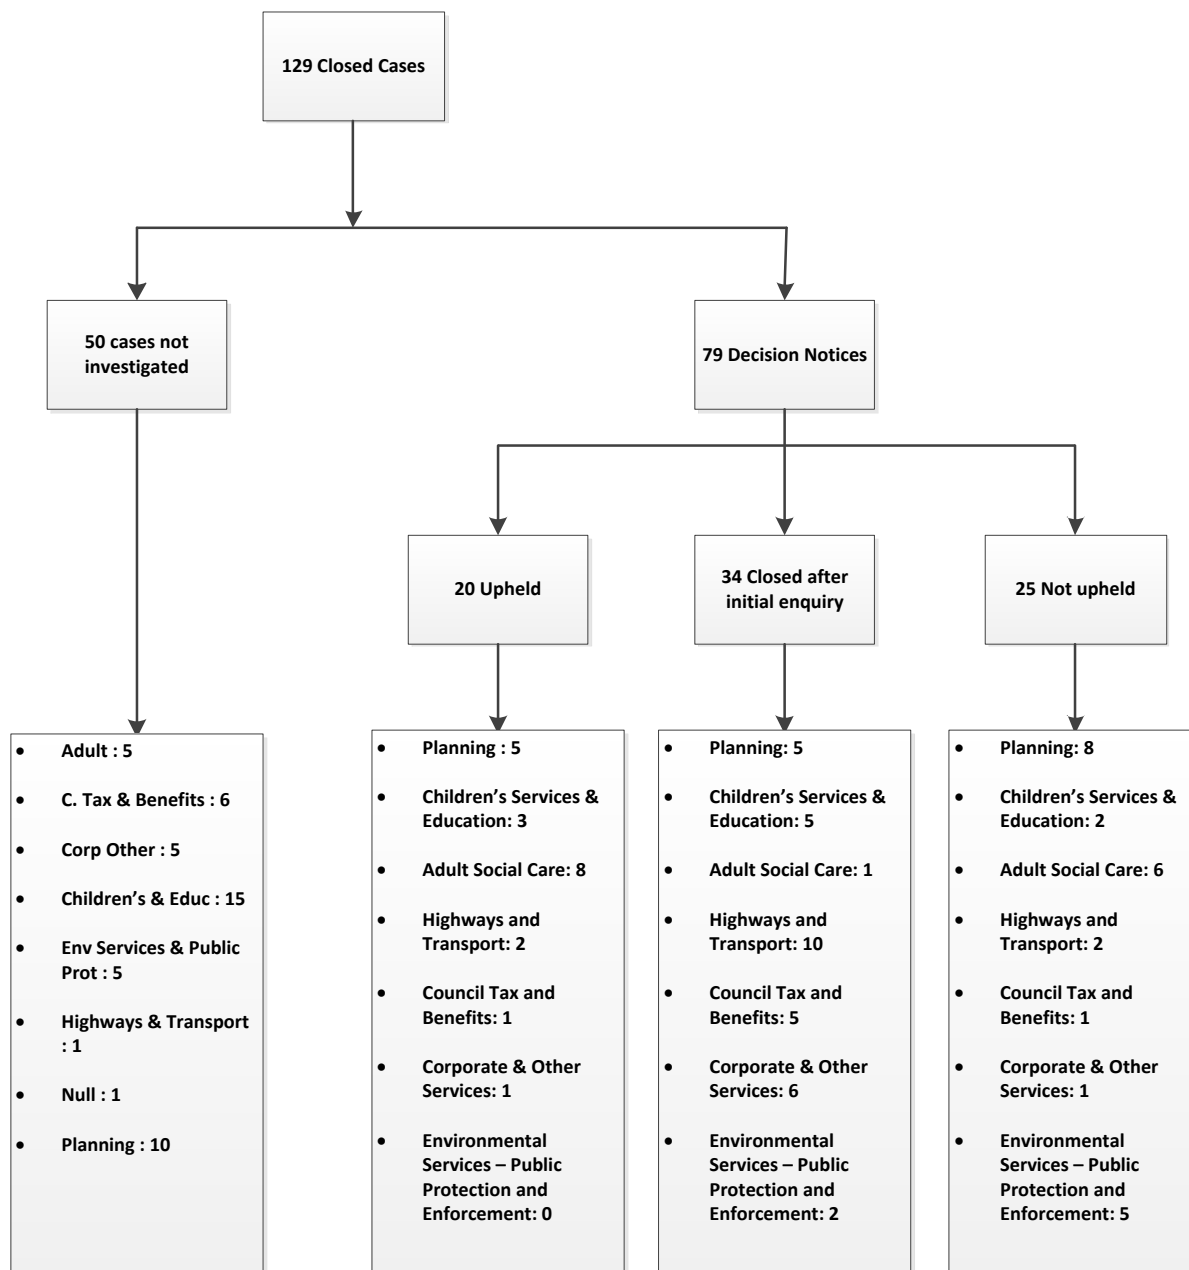 129 Closed Cases
50 cases not
investigated
79 Decision Notices
20 Upheld
34 Closed after
initial enquiry
25 Not upheld
• Adult : 5
• C. Tax & Benefits : 6
• Corp Other : 5
• Children’s & Educ : 15
• Env Services & Public
Prot : 5
• Highways & Transport
: 1
• Null : 1
• Planning : 10
• Planning : 5
• Children’s Services &
Education: 3
• Adult Social Care: 8
• Highways and
Transport: 2
• Council Tax and
Benefits: 1
• Corporate & Other
Services: 1
• Environmental
Services – Public
Protection and
Enforcement: 0
• Planning: 5
• Children’s Services &
Education: 5
• Adult Social Care: 1
• Highways and
Transport: 10
• Council Tax and
Benefits: 5
• Corporate & Other
Services: 6
• Environmental
Services – Public
Protection and
Enforcement: 2
• Planning: 8
• Children’s Services &
Education: 2
• Adult Social Care: 6
• Highways and
Transport: 2
• Council Tax and
Benefits: 1
• Corporate & Other
Services: 1
• Environmental
Services – Public
Protection and
Enforcement: 5